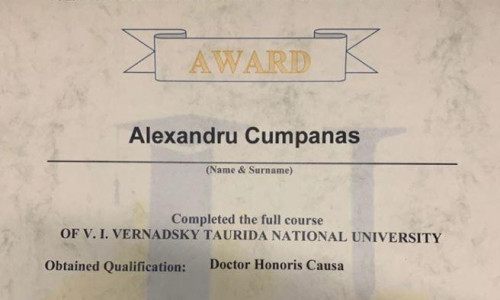 AWARD
Alexandru Cumpanas
(Name & Surname)
Completed the full course
OF V. I. VERNADSKY TAURIDA NATIONAL UNIVERSITY
Obtained Qualification: Doctor Honoris Causa